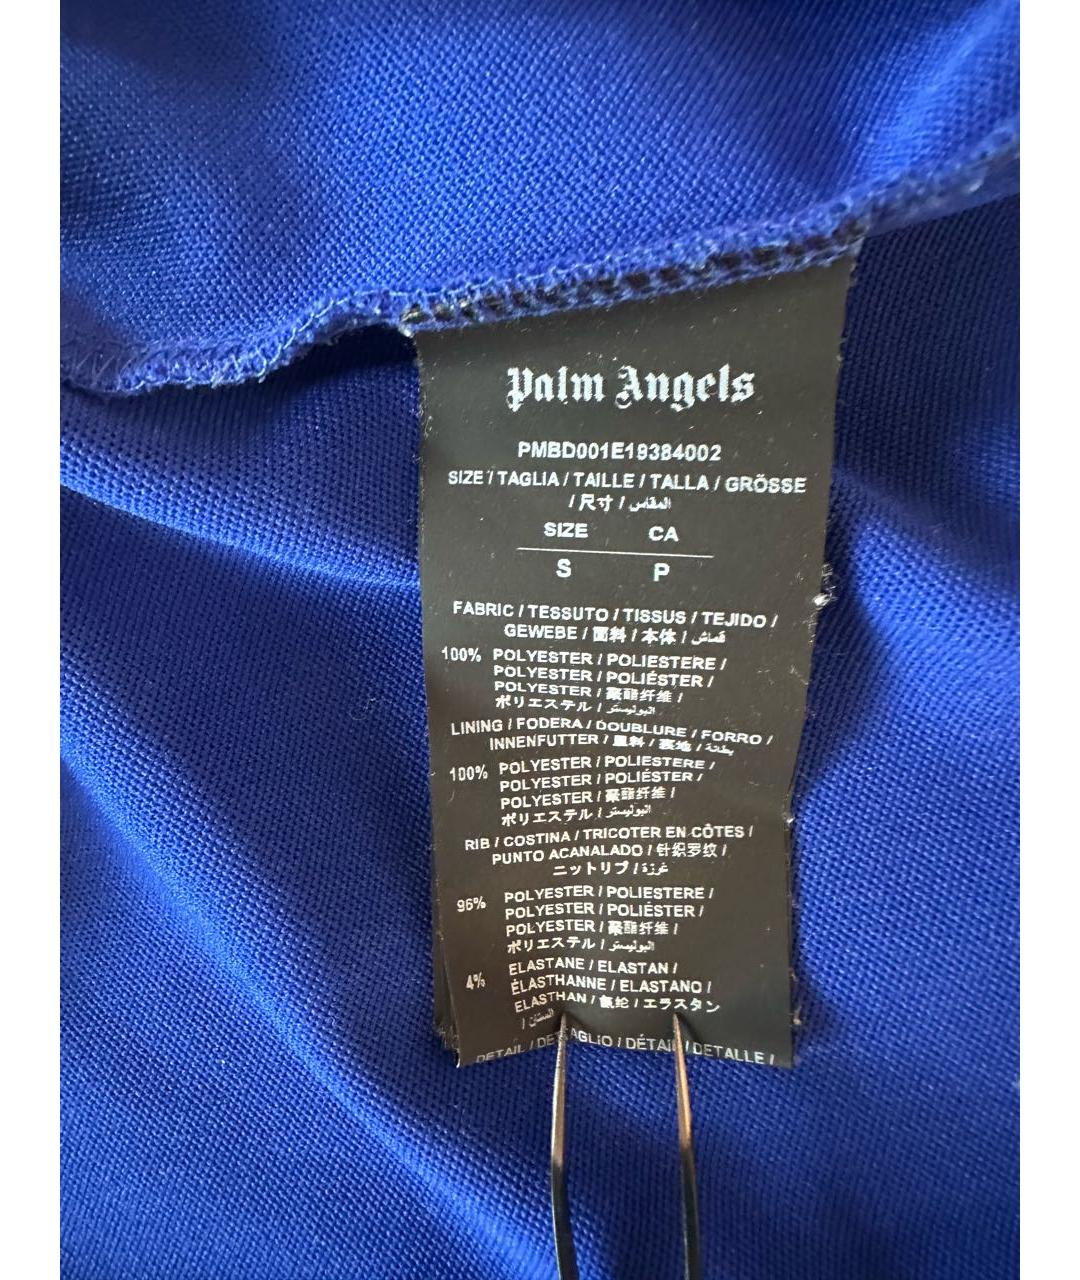 Palm Angels
PMBD001E19384002
SIZE / TAGLIA / TAILLE / TALLA / GRÖSSE
/ 尺寸 / المقاس
SIZE CA
S P
FABRIC / TESSUTO / TISSUS / TEJIDO /
GEWEBE / 面料 / 本体 / قماش
100% POLYESTER / POLIESTERE /
POLYESTER / POLIÉSTER /
POLYESTER / 聚酯纤维 /
ポリエステル / البوليستر
LINING / FODERA / DOUBLURE / FORRO /
INNENFUTTER / 里料 / 裏地 / بطانة
100% POLYESTER / POLIESTERE /
POLYESTER / POLIÉSTER /
POLYESTER / 聚酯纤维 /
ポリエステル / البوليستر
RIB / COSTINA / TRICOTER EN CÔTES /
PUNTO ACANALADO / 针织罗纹 /
ニットリブ / غرزة
96% POLYESTER / POLIESTERE /
POLYESTER / POLIÉSTER /
POLYESTER / 聚酯纤维 /
ポリエステル / البوليستر
4% ELASTANE / ELASTAN /
ÉLASTHANNE / ELASTANO /
ELASTHAN / 氨纶 / エラスタン
/ الاستان
DETAIL / DETTAGLIO / DÉTAIL / DETALLE /